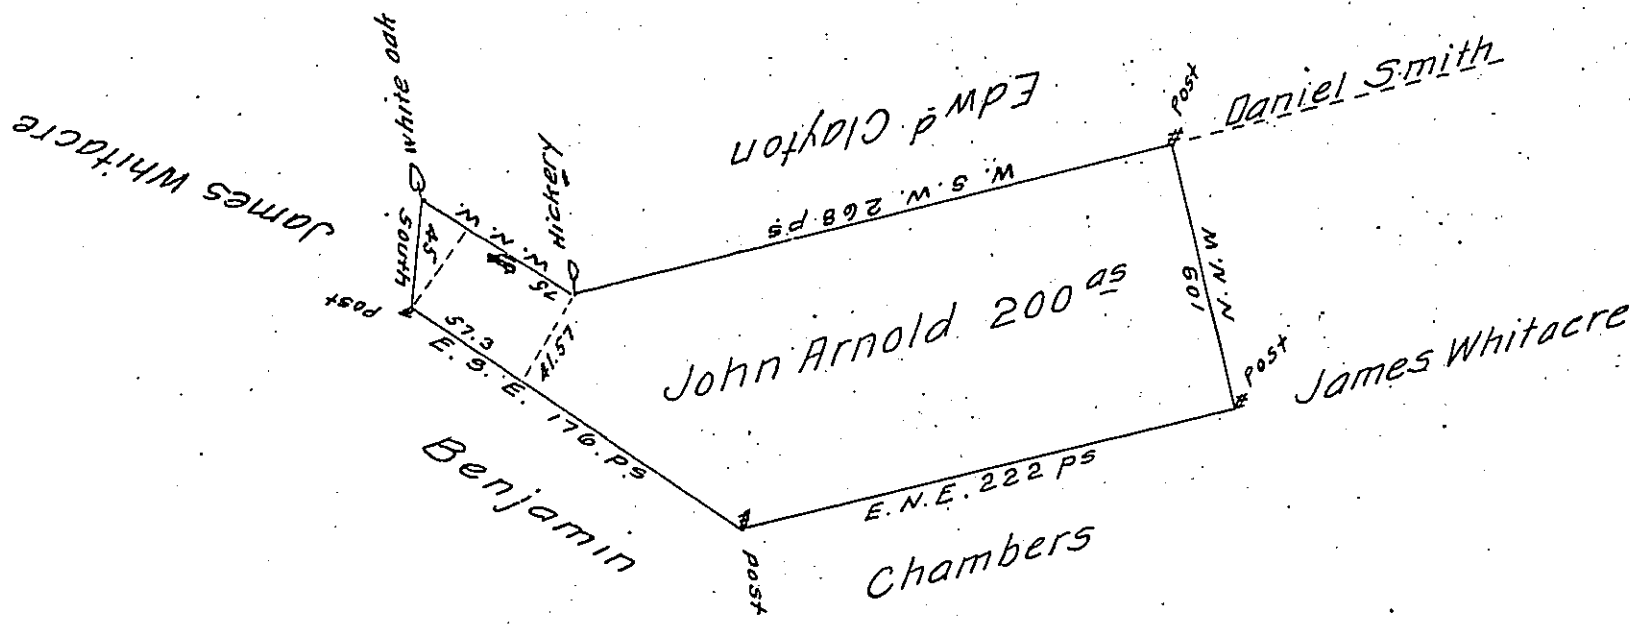 James Whitacre
white oak
South
45
W. N. W.
75
Hickery
Edwd Clayton
W. S. W. 268 ps
Post
Daniel Smith
N. N. W.
109
Post
James Whitacre
John Arnold 200 as
Post
57.3
41.57
E. S. E. 176. ps
Benjamin
Chambers
E. N. E. 222 ps
Post